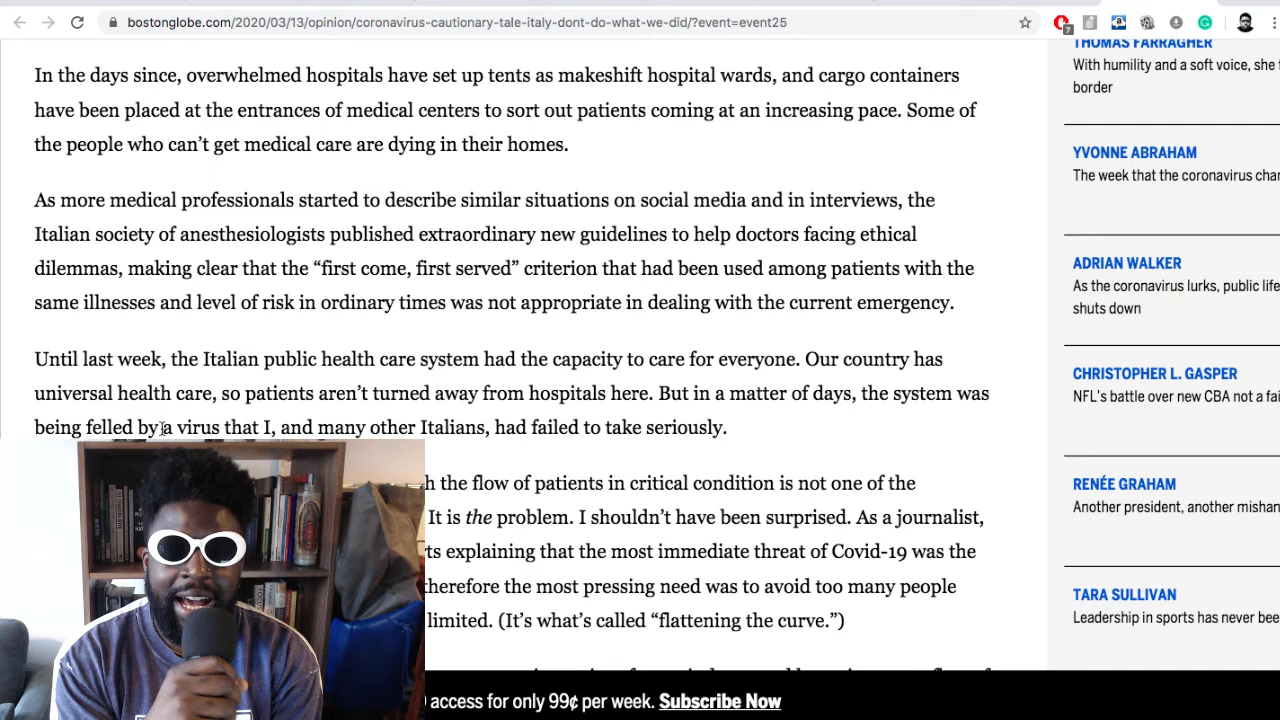 bostonglobe.com/2020/03/13/opinion/coronavirus-cautionary-tale-italy-dont-do-what-we-did/?event=event25
7
In the days since, overwhelmed hospitals have set up tents as makeshift hospital wards, and cargo containers
have been placed at the entrances of medical centers to sort out patients coming at an increasing pace. Some of
the people who can’t get medical care are dying in their homes.
As more medical professionals started to describe similar situations on social media and in interviews, the
Italian society of anesthesiologists published extraordinary new guidelines to help doctors facing ethical
dilemmas, making clear that the “first come, first served” criterion that had been used among patients with the
same illnesses and level of risk in ordinary times was not appropriate in dealing with the current emergency.
Until last week, the Italian public health care system had the capacity to care for everyone. Our country has
universal health care, so patients aren’t turned away from hospitals here. But in a matter of days, the system was
being felled by a virus that I, and many other Italians, had failed to take seriously.
h the flow of patients in critical condition is not one of the
It is the problem. I shouldn’t have been surprised. As a journalist,
ts explaining that the most immediate threat of Covid-19 was the
therefore the most pressing need was to avoid too many people
limited. (It’s what’s called “flattening the curve.”)
THOMAS FARRAGHER
With humility and a soft voice, she
border
YVONNE ABRAHAM
The week that the coronavirus
ADRIAN WALKER
As the coronavirus lurks, public life
shuts down
CHRISTOPHER L. GASPER
NFL's battle over new CBA not a
RENÉE GRAHAM
Another president, another
TARA SULLIVAN
Leadership in sports has never
access for only 99¢ per week. Subscribe Now